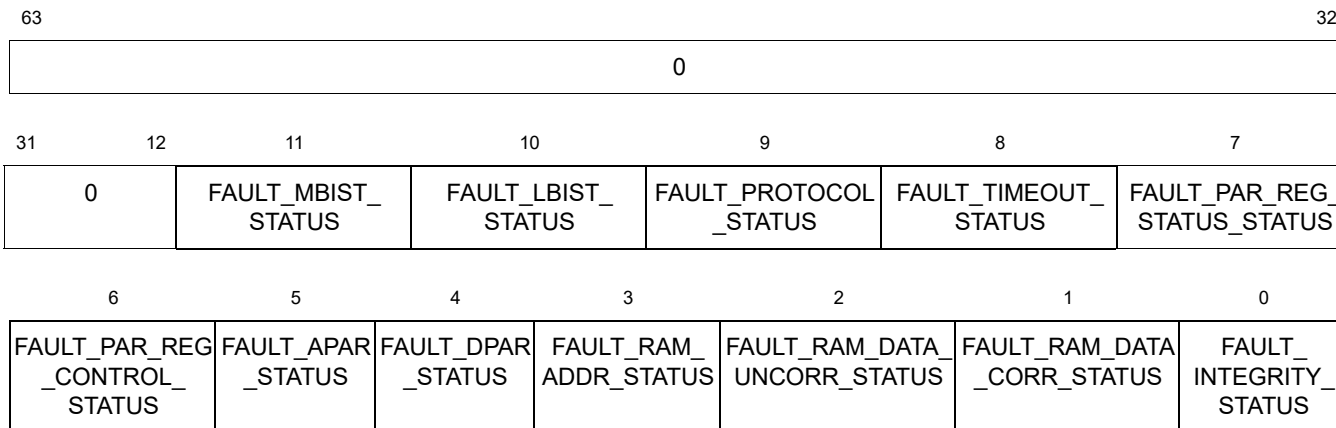 63 32
0
31 12 11 10 9 8 7
0 FAULT_MBIST_ FAULT_LBIST_ FAULT_PROTOCOL FAULT_TIMEOUT_ FAULT_PAR_REG_
STATUS STATUS _STATUS STATUS STATUS_STATUS
6 5 4 3 2 1 0
FAULT_PAR_REG FAULT_APAR FAULT_DPAR FAULT_RAM_ FAULT_RAM_DATA_ FAULT_RAM_DATA FAULT_
_CONTROL_ _STATUS _STATUS ADDR_STATUS UNCORR_STATUS _CORR_STATUS INTEGRITY_
STATUS STATUS